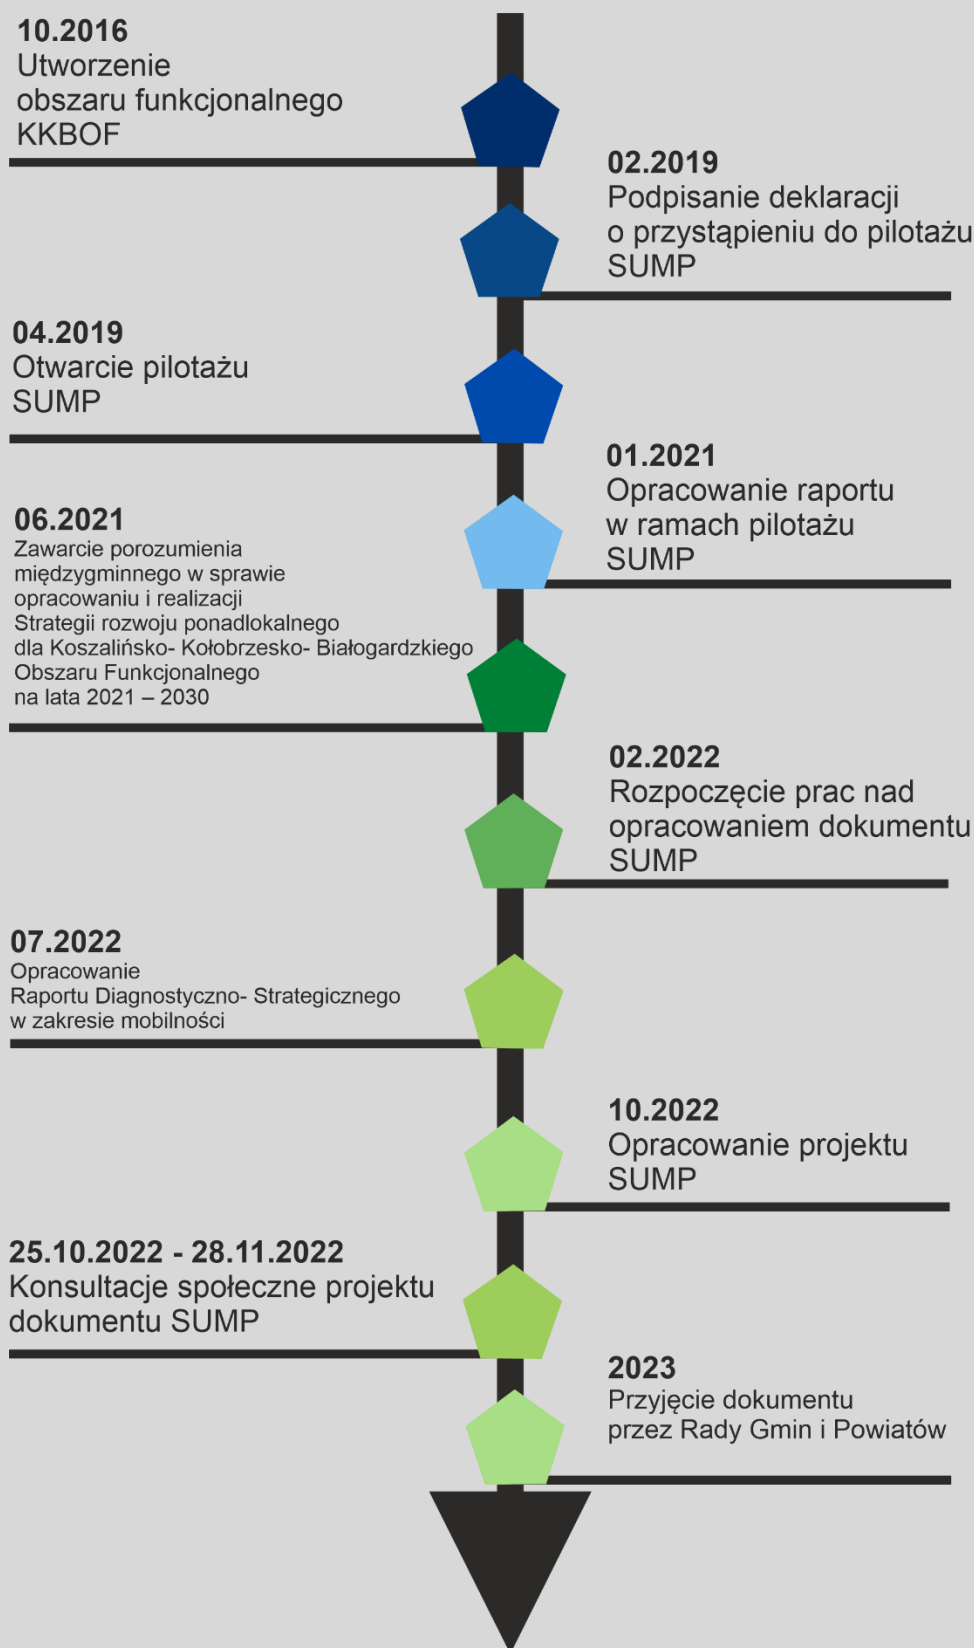 10.2016
Utworzenie
obszaru funkcjonalnego
KKBOF
02.2019
Podpisanie deklaracji
o przystąpieniu do pilotażu
SUMP
04.2019
Otwarcie pilotażu
SUMP
01.2021
Opracowanie raportu
w ramach pilotażu
SUMP
06.2021
Zawarcie porozumienia
międzygminnego w sprawie
opracowaniu i realizacji
Strategii rozwoju ponadlokalnego
dla Koszalińsko- Kołobrzesko- Białogardzkiego
Obszaru Funkcjonalnego
na lata 2021 – 2030
02.2022
Rozpoczęcie prac nad
opracowaniem dokumentu
SUMP
07.2022
Opracowanie
Raportu Diagnostyczno- Strategicznego
w zakresie mobilności
10.2022
Opracowanie projektu
SUMP
25.10.2022 - 28.11.2022
Konsultacje społeczne projektu
dokumentu SUMP
2023
Przyjęcie dokumentu
przez Rady Gmin i Powiatów